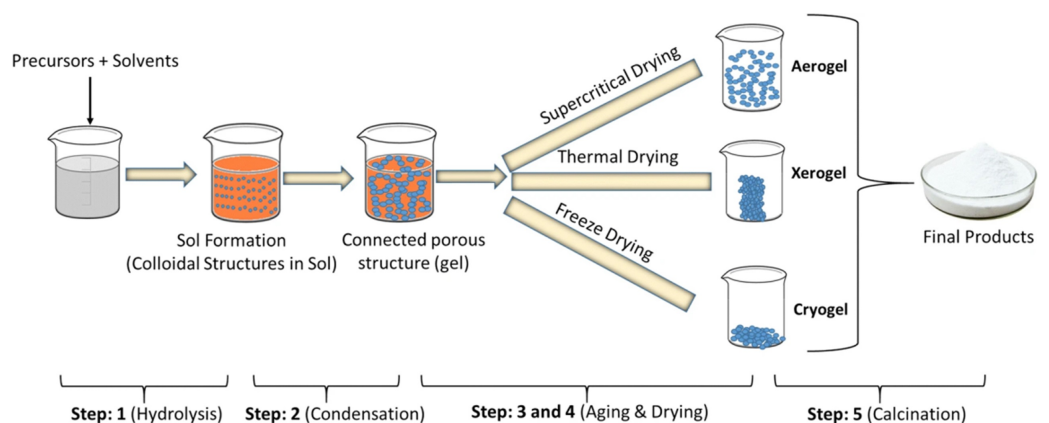 Precursors + Solvents
Sol Formation
(Colloidal Structures in Sol)
Connected porous
structure (gel)
Supercritical Drying
Thermal Drying
Freeze Drying
Aerogel
Xerogel
Cryogel
Final Products
Step: 1 (Hydrolysis)
Step: 2 (Condensation)
Step: 3 and 4 (Aging & Drying)
Step: 5 (Calcination)